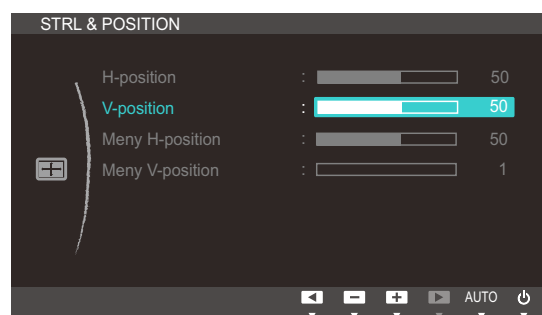 STRL & POSITION
H-position : 50
V-position : 50
Meny H-position : 50
Meny V-position : 1
AUTO